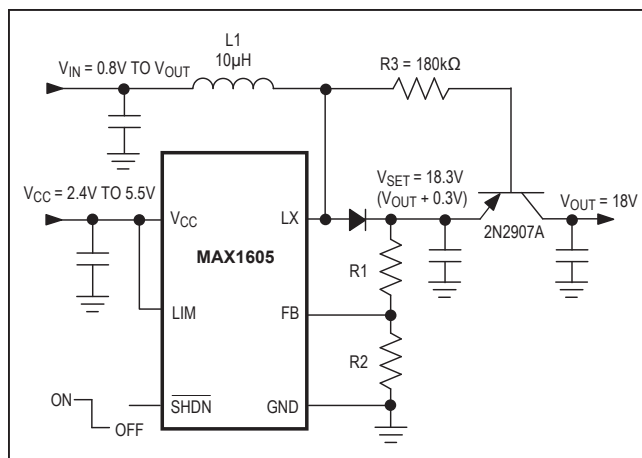 L1
10µH
V_IN = 0.8V TO V_OUT
R3 = 180kΩ
V_CC = 2.4V TO 5.5V
V_CC
LX
V_SET = 18.3V
(V_OUT + 0.3V)
V_OUT = 18V
2N2907A
MAX1605
R1
LIM
FB
R2
ON
OFF
SHDN
GND